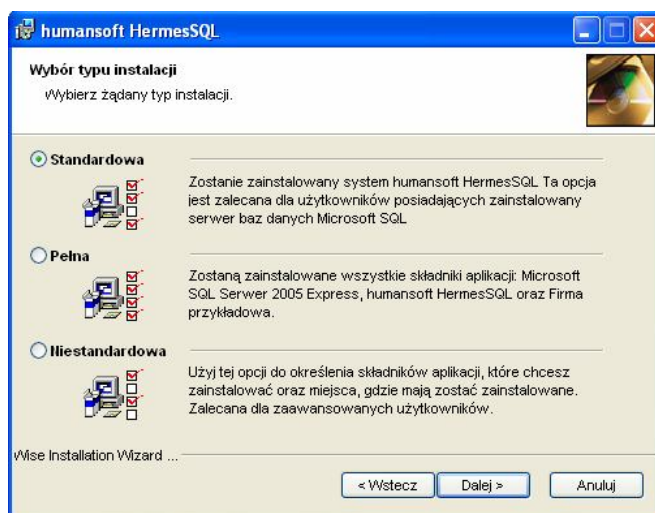 humansoft HermesSQL
Wybór typu instalacji
Wybierz żądany typ instalacji.
Standardowa
Zostanie zainstalowany system humansoft HermesSQL Ta opcja
jest zalecana dla użytkowników posiadających zainstalowany
serwer baz danych Microsoft SQL
Pełna
Zostaną zainstalowane wszystkie składniki aplikacji: Microsoft
SQL Serwer 2005 Express, humansoft HermesSQL oraz Firma
przykładowa.
Niestandardowa
Użyj tej opcji do określenia składników aplikacji, które chcesz
zainstalować oraz miejsca, gdzie mają zostać zainstalowane.
Zalecana dla zaawansowanych użytkowników.
Wise Installation Wizard ...
< Wstecz
Dalej >
Anuluj